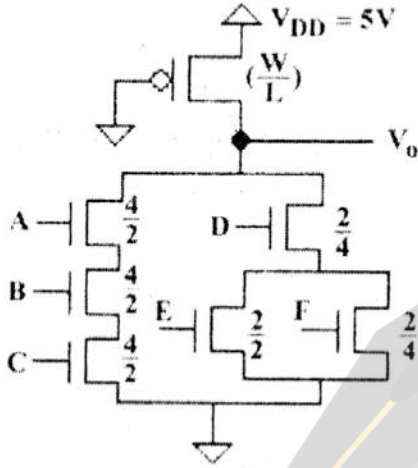 V_DD = 5V
(W/L)
V_o
A
4/2
D
2/4
B
4/2
E
2/2
F
2/4
C
4/2